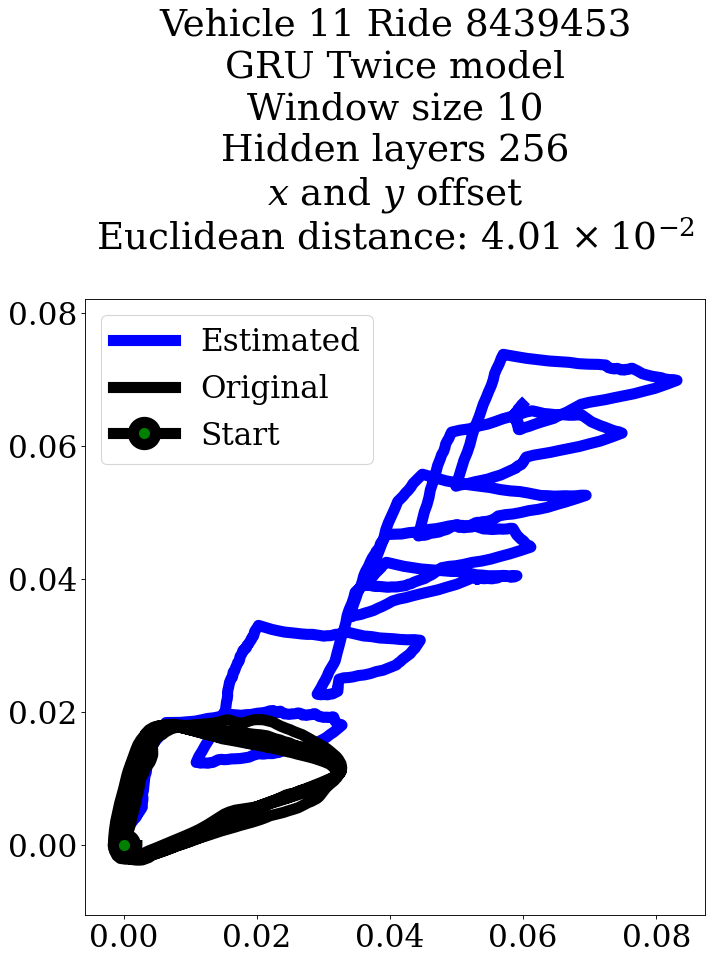 Vehicle 11 Ride 8439453
GRU Twice model
Window size 10
Hidden layers 256
x and y offset
Euclidean distance: 4.01 × 10⁻²
0.08
Estimated
Original
Start
0.06
0.04
0.02
0.00
0.00 0.02 0.04 0.06 0.08